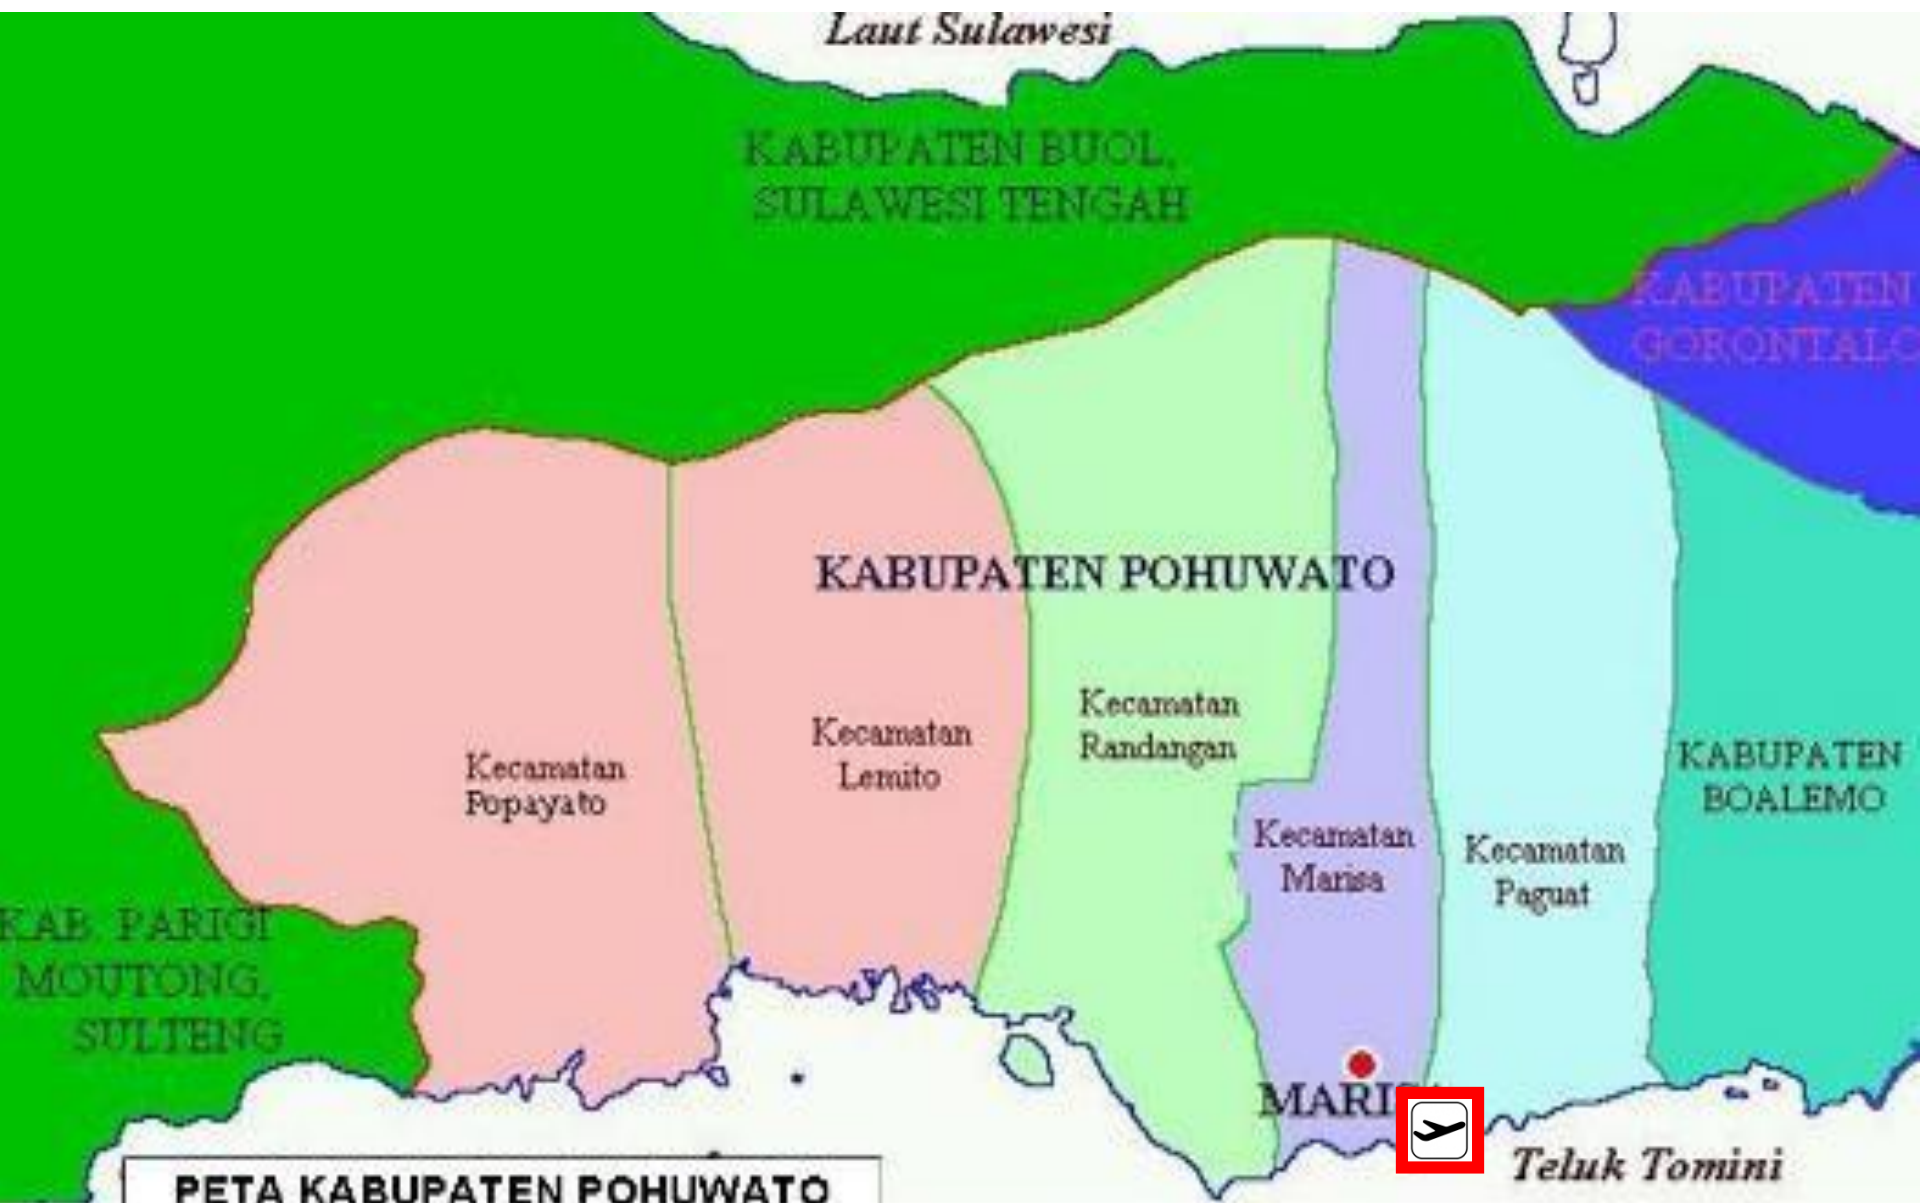 Laut Sulawesi
KABUPATEN BUOL,
SULAWESI TENGAH
KABUPATEN
GORONTALO
KABUPATEN POHUWATO
Kecamatan
Randangan
Kecamatan
Lemito
Kecamatan
Popayato
KABUPATEN
BOALEMO
Kecamatan
Marisa
Kecamatan
Paguat
KAB. PARIGI
MOUTONG,
SULTENG
Teluk Tomini
PETA KABUPATEN POHUWATO